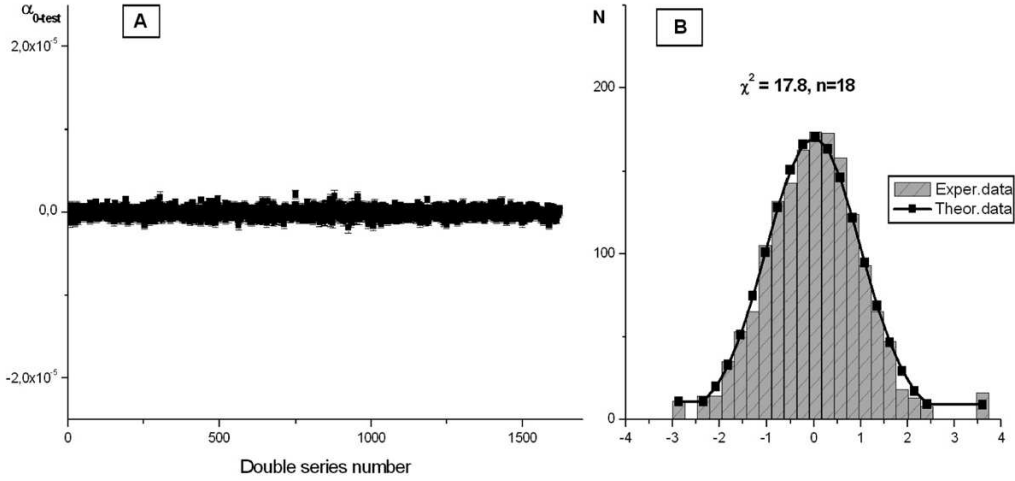 α0-test
A
2,0x10⁻⁵
0,0
-2,0x10⁻⁵
0
500
1000
1500
Double series number
N
B
χ² = 17.8, n=18
200
100
0
Exper.data
Theor.data
-4 -3 -2 -1 0 1 2 3 4